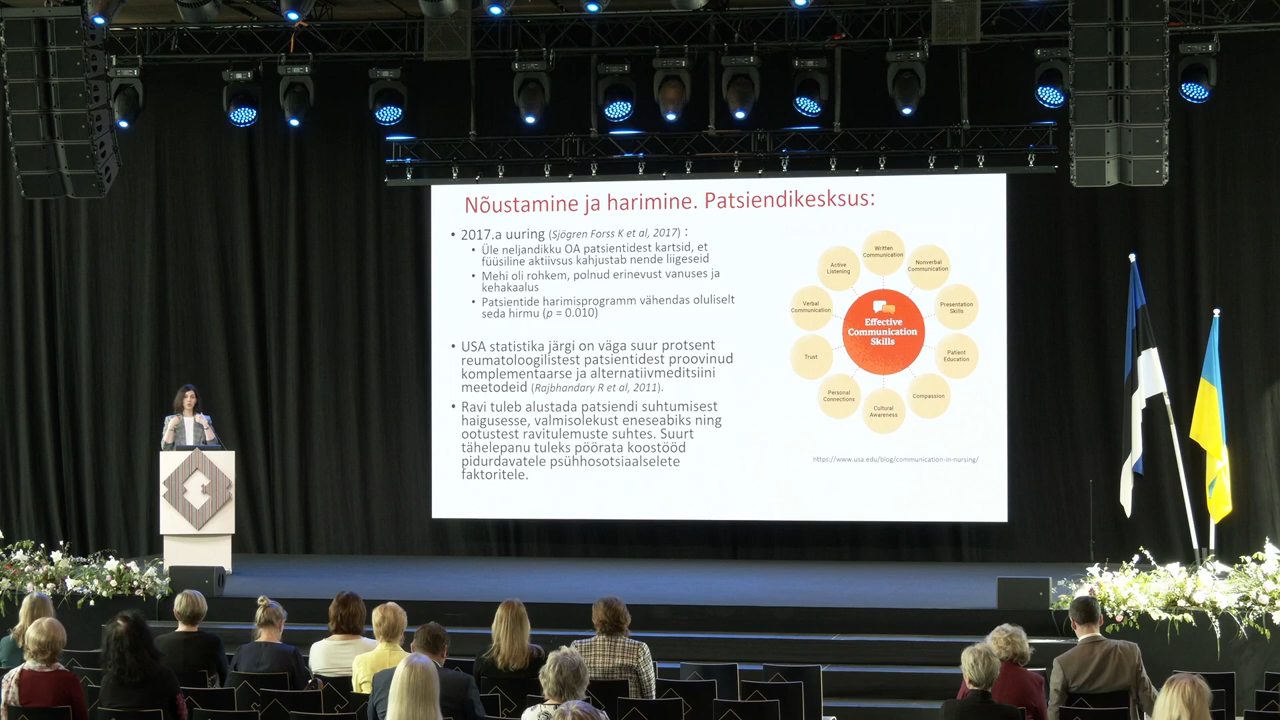 Nõustamine ja harimine. Patsiendikesksus:
• 2017.a uuring (Sjögren Forss K et al, 2017) :
• Üle neljandikku OA patsientidest kartsid, et
füüsiline aktiivsus kahjustab nende liigeseid
• Mehi oli rohkem, polnud erinevust vanuses ja
kehakaalus
• Patsientide harimisprogramm vähendas oluliselt
seda hirmu (p = 0.010)
• USA statistika järgi on väga suur protsent
reumatoloogilistest patsientidest proovinud
komplementaarse ja alternatiivmeditsiini
meetodeid (Rajbhandary R et al, 2011).
• Ravi tuleb alustada patsiendi suhtumisest
haigusesse, valmisolekust eneseabiks ning
ootustest ravitulemuste suhtes. Suurt
tähelepanu tuleks pöörata koostööd
pidurdavatele psühhosotsiaalsetele
faktoritele.
Written
Communication
Nonverbal
Communication
Presentation
Skills
Patient
Education
Compassion
Cultural
Awareness
Personal
Connections
Trust
Verbal
Communication
Active
Listening
Effective
Communication
Skills
https://www.usa.edu/blog/communication-in-nursing/